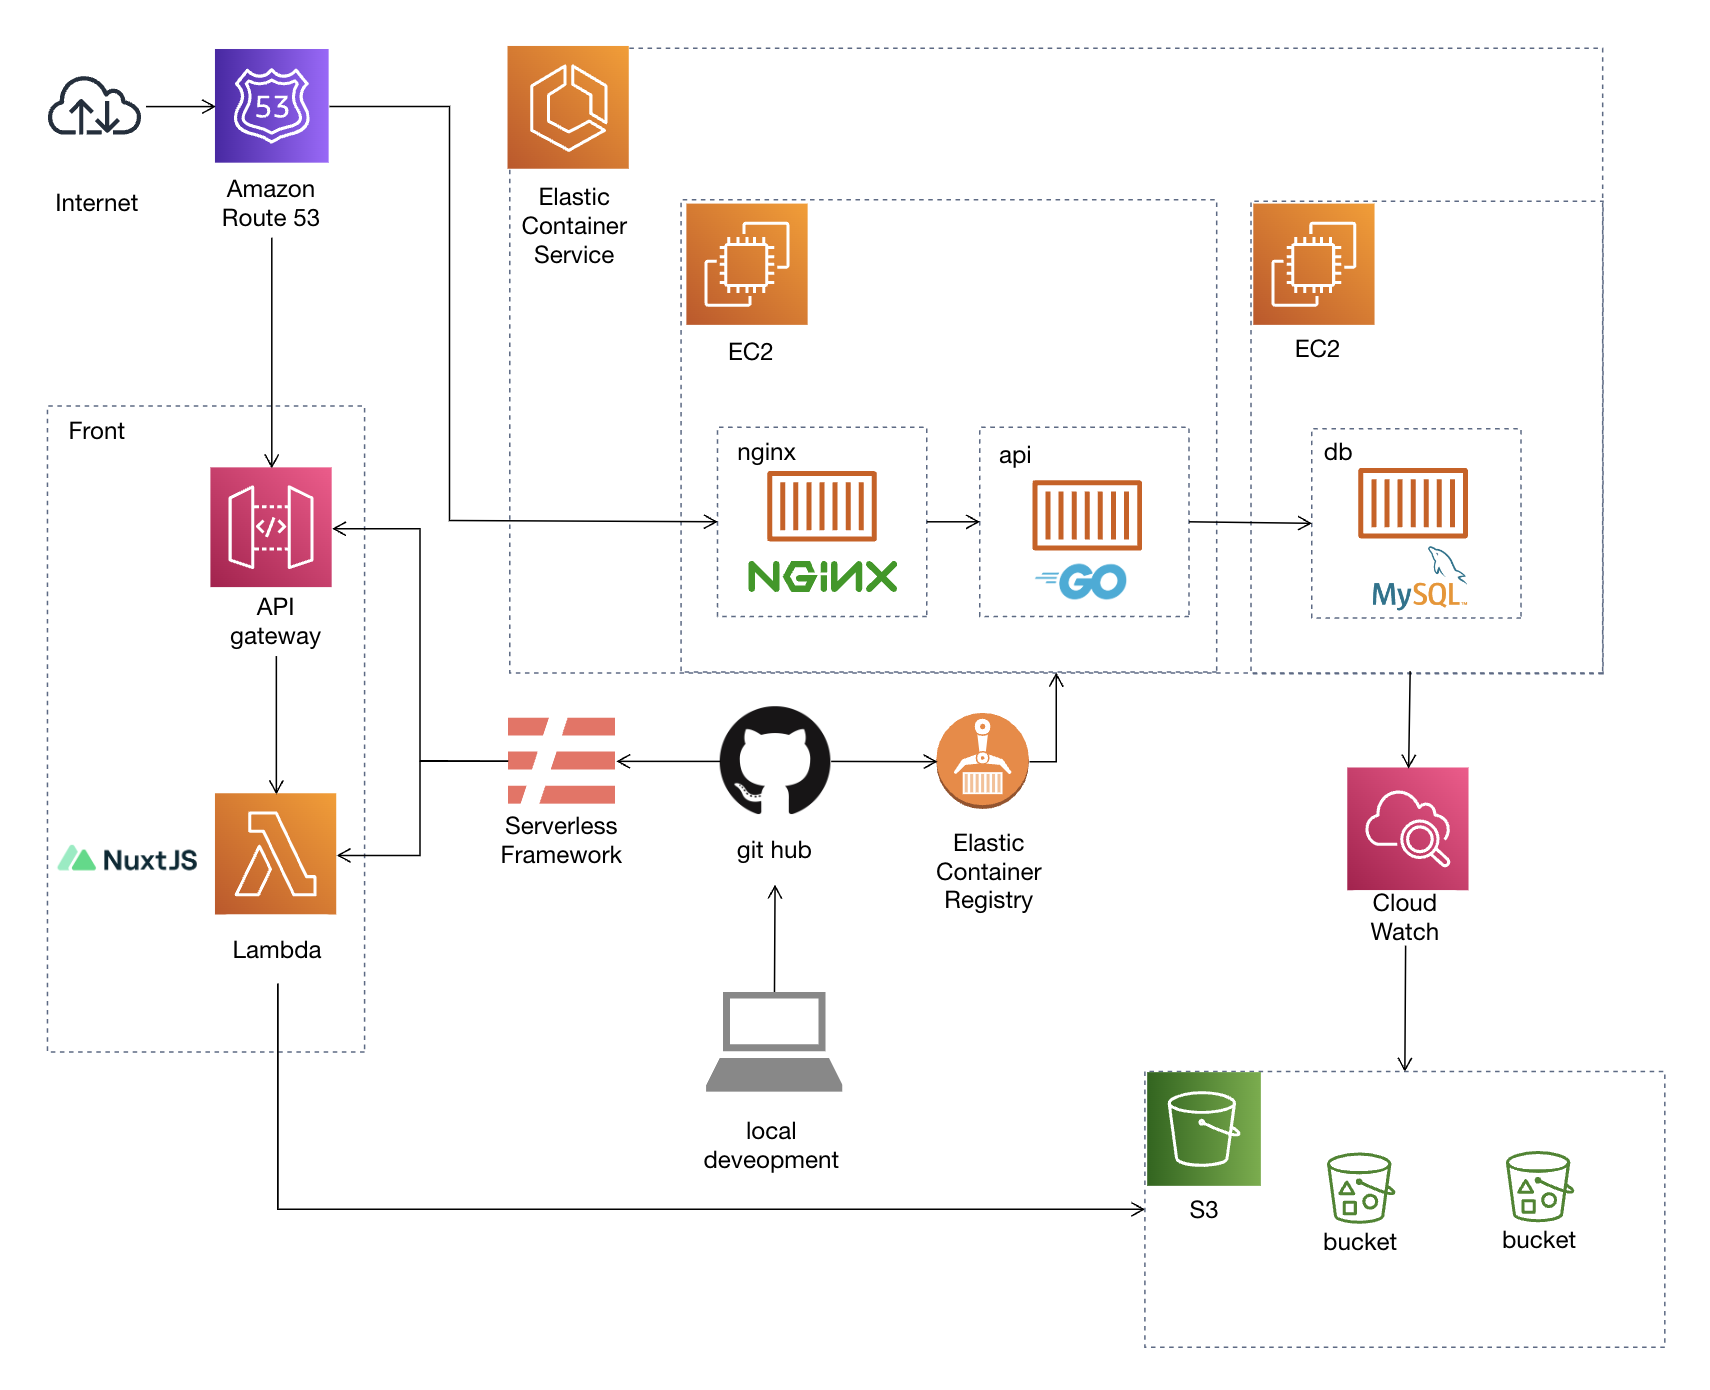 53
Internet
Amazon
Route 53
Elastic
Container
Service
EC2
EC2
Front
nginx
NGiNX
api
GO
db
MySQL
</>
API
gateway
NuxtJS
Lambda
Serverless
Framework
git hub
Elastic
Container
Registry
Cloud
Watch
local
deveopment
S3
bucket
bucket